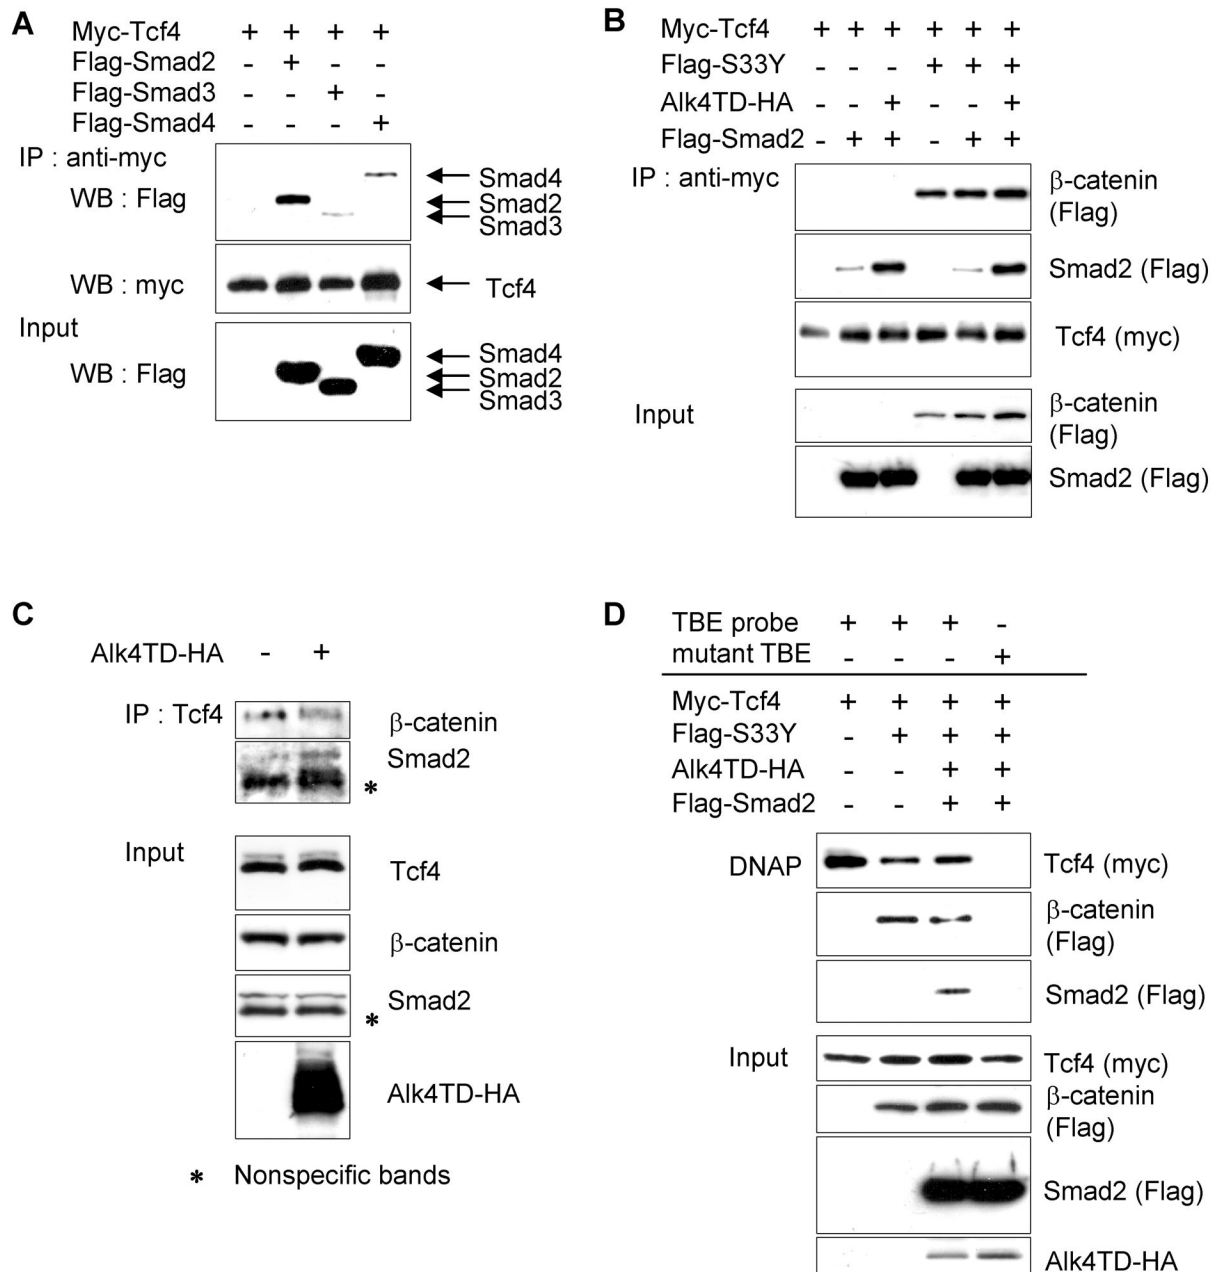 A
Myc-Tcf4 + + + +
Flag-Smad2 - + - -
Flag-Smad3 - - + -
Flag-Smad4 - - - +
IP : anti-myc
WB : Flag
Smad4
Smad2
Smad3
WB : myc
Tcf4
Input
WB : Flag
Smad4
Smad2
Smad3
B
Myc-Tcf4 + + + + + +
Flag-S33Y - - - + + +
Alk4TD-HA - - + - - +
Flag-Smad2 - + + - + +
IP : anti-myc
β-catenin
(Flag)
Smad2 (Flag)
Tcf4 (myc)
Input
β-catenin
(Flag)
Smad2 (Flag)
C
Alk4TD-HA - +
IP : Tcf4
β-catenin
Smad2
*
Input
Tcf4
β-catenin
Smad2
*
Alk4TD-HA
* Nonspecific bands
D
TBE probe + + + -
mutant TBE - - - +
Myc-Tcf4 + + + +
Flag-S33Y - + + +
Alk4TD-HA - - + +
Flag-Smad2 - - + +
DNAP
Tcf4 (myc)
β-catenin
(Flag)
Smad2 (Flag)
Input
Tcf4 (myc)
β-catenin
(Flag)
Smad2 (Flag)
Alk4TD-HA